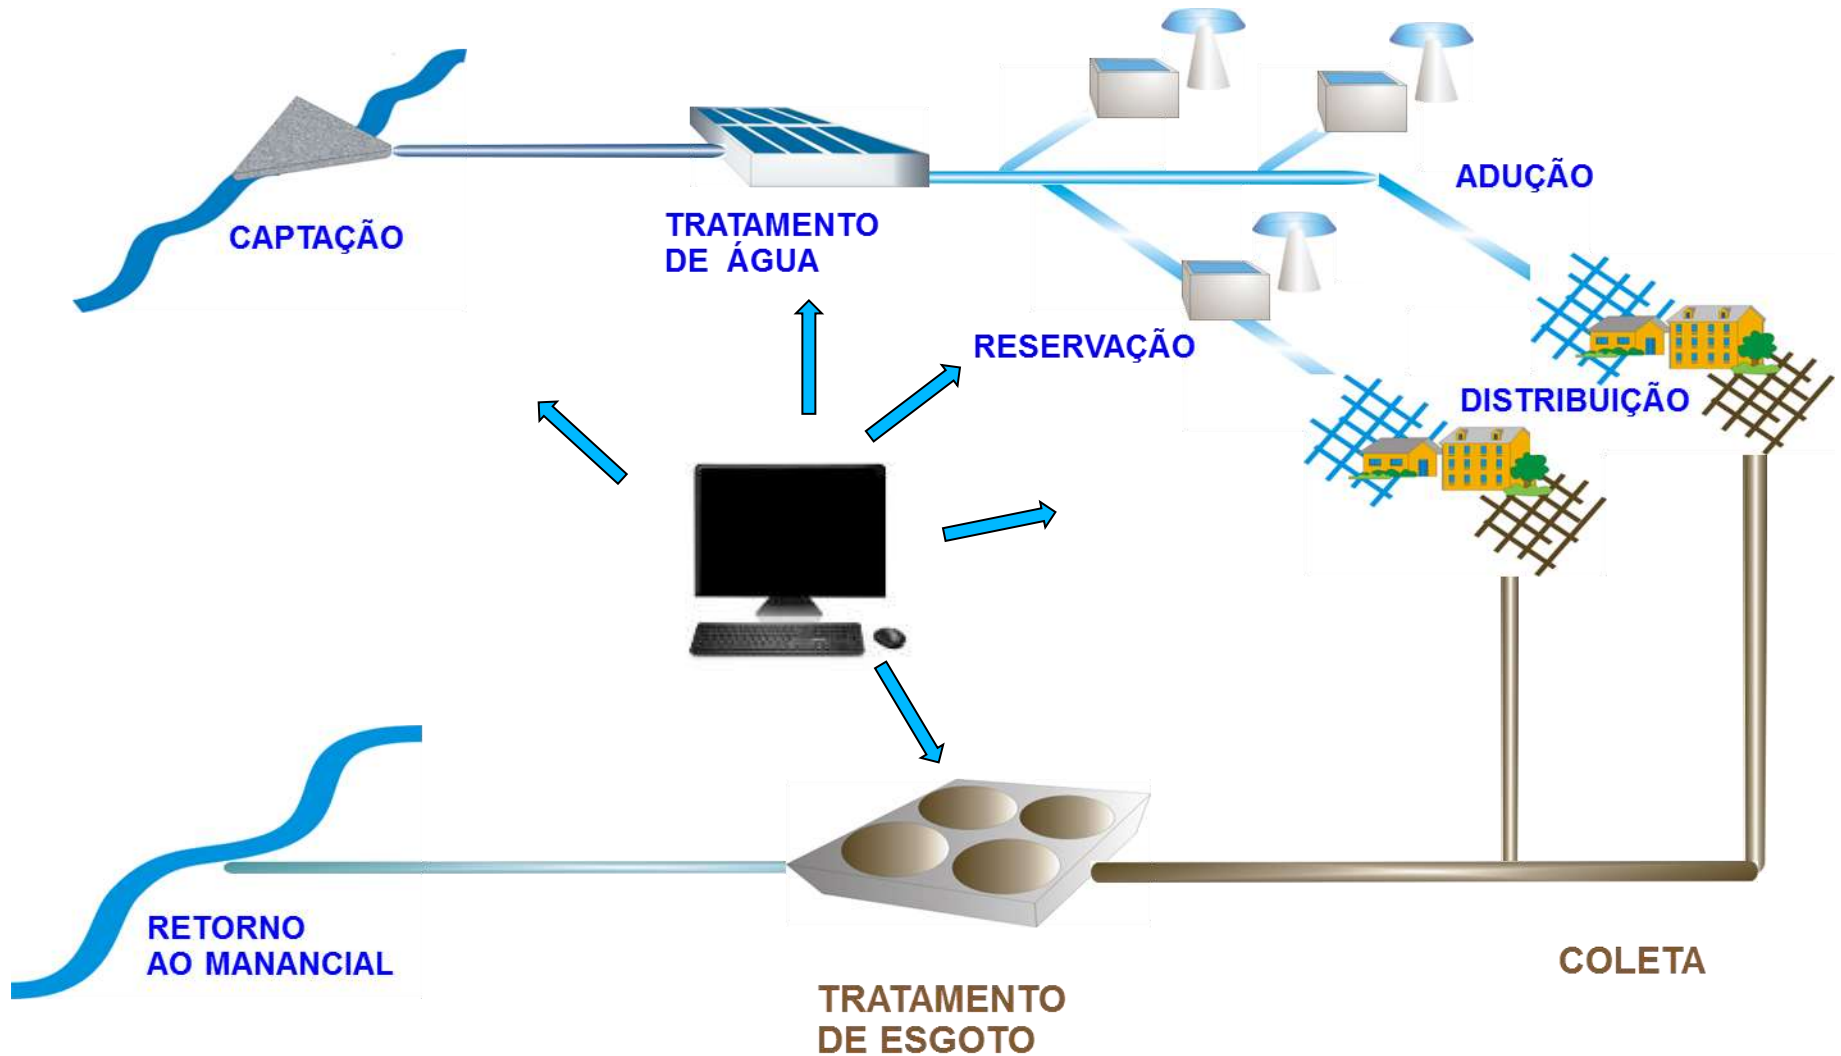 ADUÇÃO
CAPTAÇÃO
TRATAMENTO
DE ÁGUA
RESERVAÇÃO
DISTRIBUIÇÃO
RETORNO
AO MANANCIAL
COLETA
TRATAMENTO
DE ESGOTO